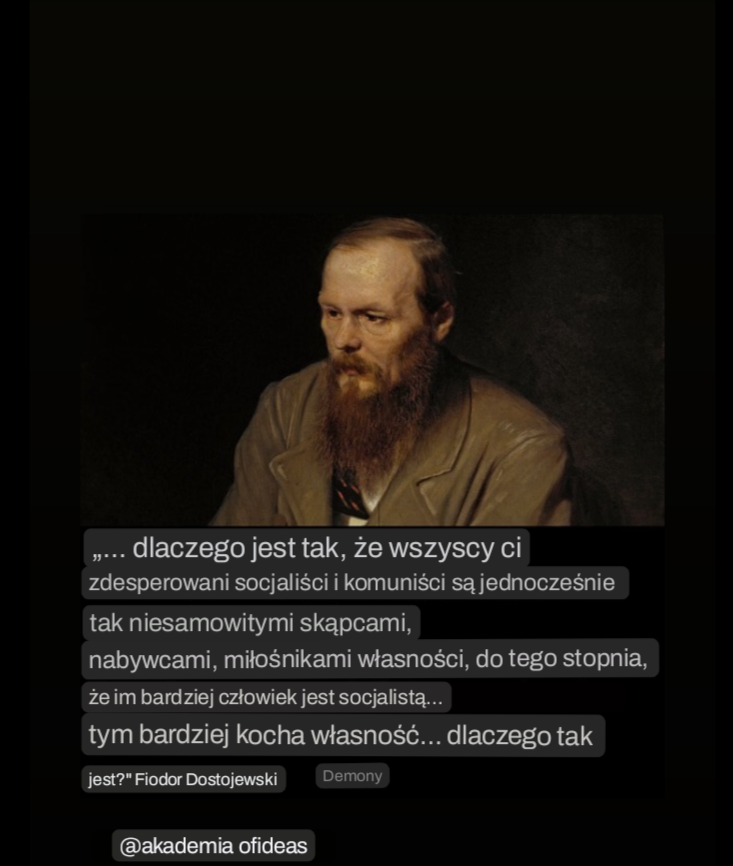 „... dlaczego jest tak, że wszyscy ci
zdesperowani socjaliści i komuniści są jednocześnie
tak niesamowitymi skąpcami,
nabywcami, miłośnikami własności, do tego stopnia,
że im bardziej człowiek jest socjalistą...
tym bardziej kocha własność... dlaczego tak
jest?" Fiodor Dostojewski Demony
@akademia ofideas